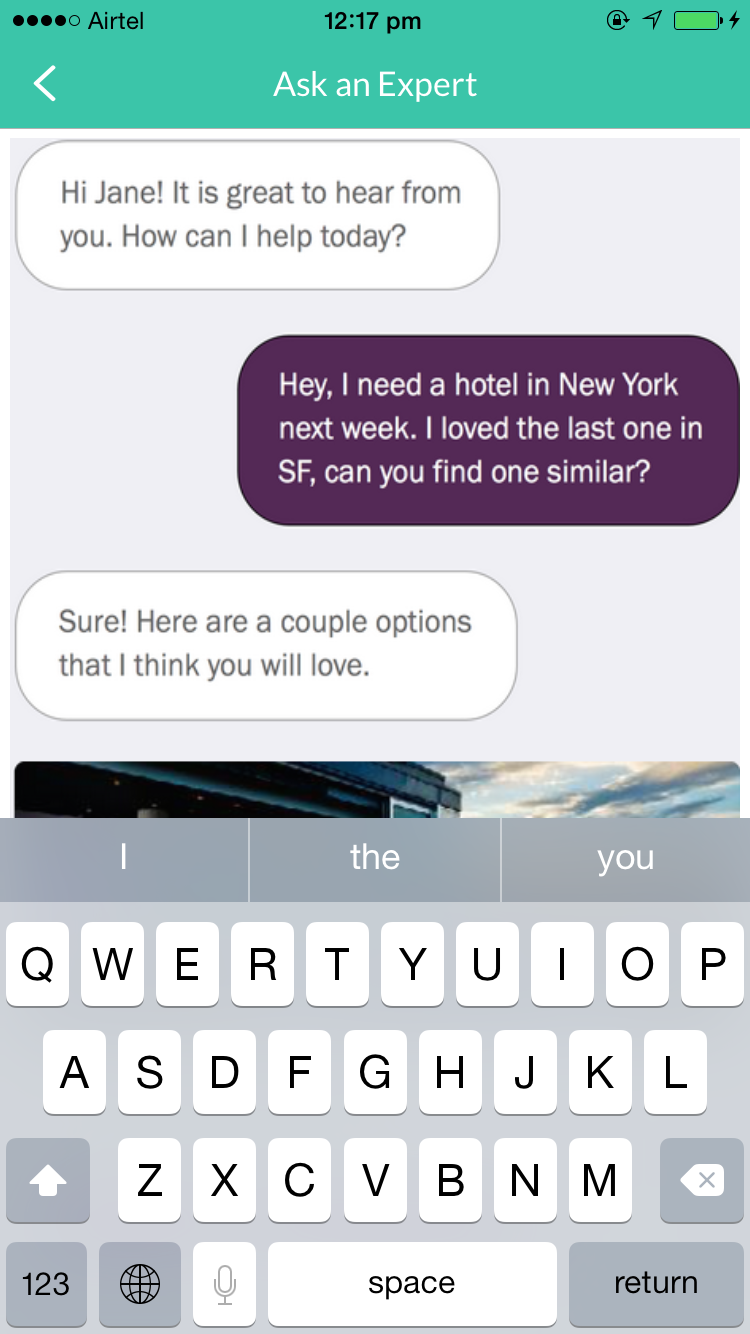 Airtel 12:17 pm
Ask an Expert
Hi Jane! It is great to hear from
you. How can I help today?
Hey, I need a hotel in New York
next week. I loved the last one in
SF, can you find one similar?
Sure! Here are a couple options
that I think you will love.
I the you
Q W E R T Y U I O P
A S D F G H J K L
Z X C V B N M
123 space return